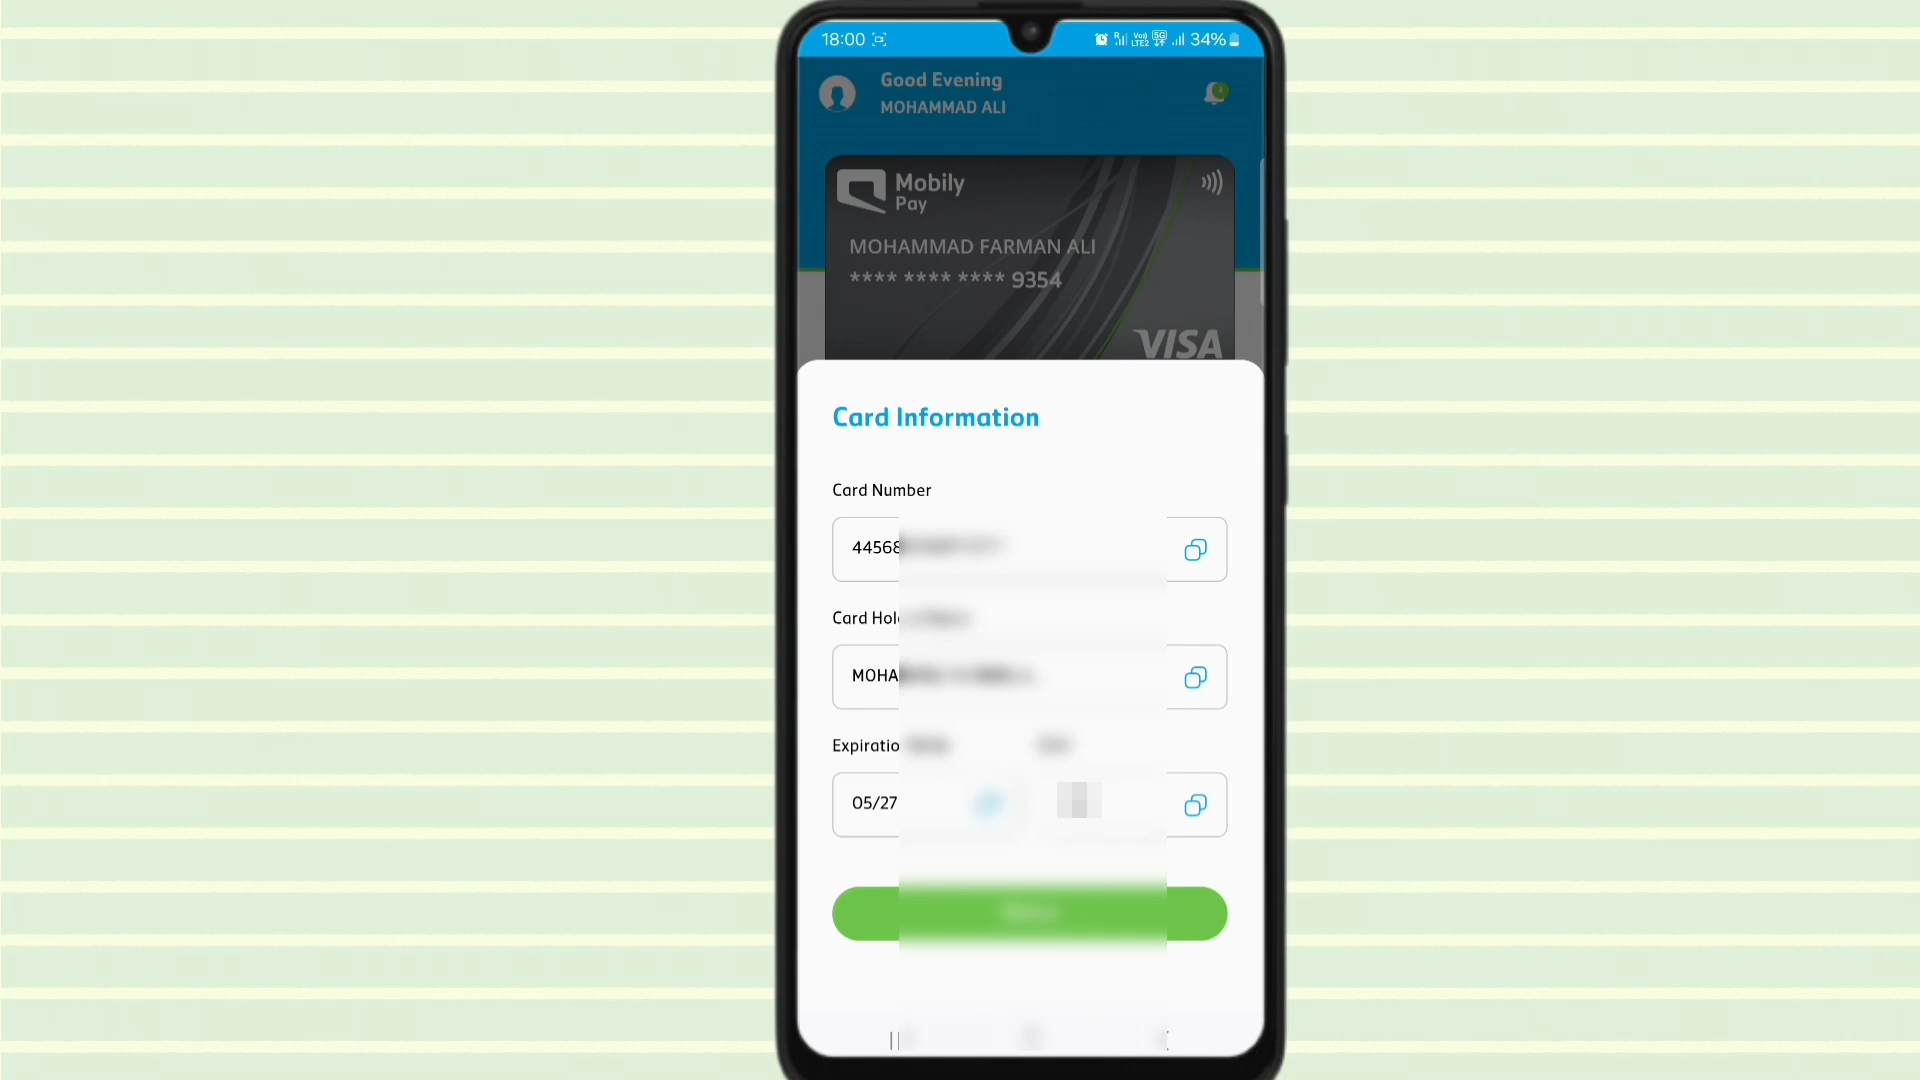 18:00 34%
Good Evening
MOHAMMAD ALI
Mobily
Pay
MOHAMMAD FARMAN ALI
**** **** **** 9354
VISA
Card Information
Card Number
44568
Card Hol
MOHA
Expiratio
05/27